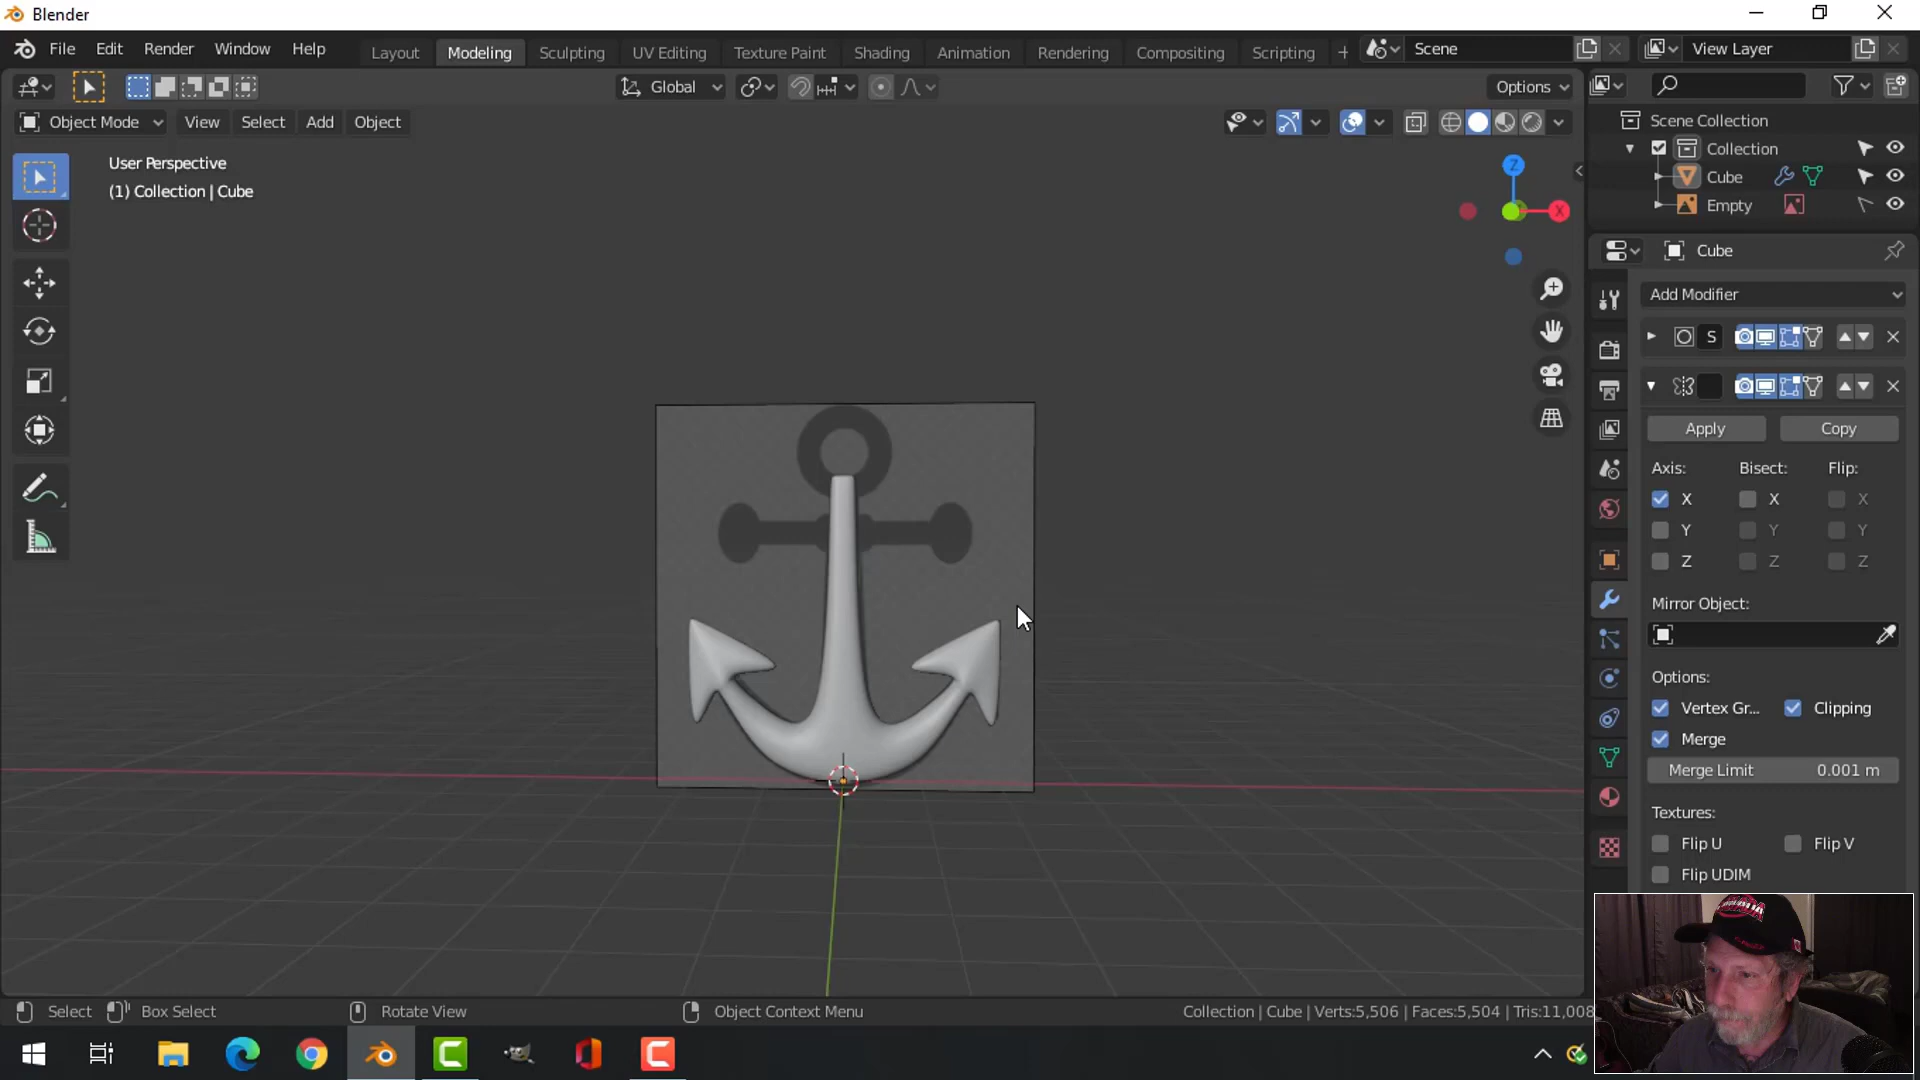 Blender
File Edit Render Window Help Layout Modeling Sculpting UV Editing Texture Paint Shading Animation Rendering Compositing Scripting + Scene View Layer
Global Options
Object Mode View Select Add Object
User Perspective
(1) Collection | Cube
Z
X
Scene Collection
Collection
Cube
Empty
Cube
Add Modifier
S
Apply Copy
Axis: Bisect: Flip:
X X X
Y Y Y
Z Z Z
Mirror Object:
Options:
Vertex Gr... Clipping
Merge
Merge Limit 0.001 m
Textures:
Flip U Flip V
Flip UDIM
Select Box Select Rotate View Object Context Menu Collection | Cube | Verts:5,506 | Faces:5,504 | Tris:11,008